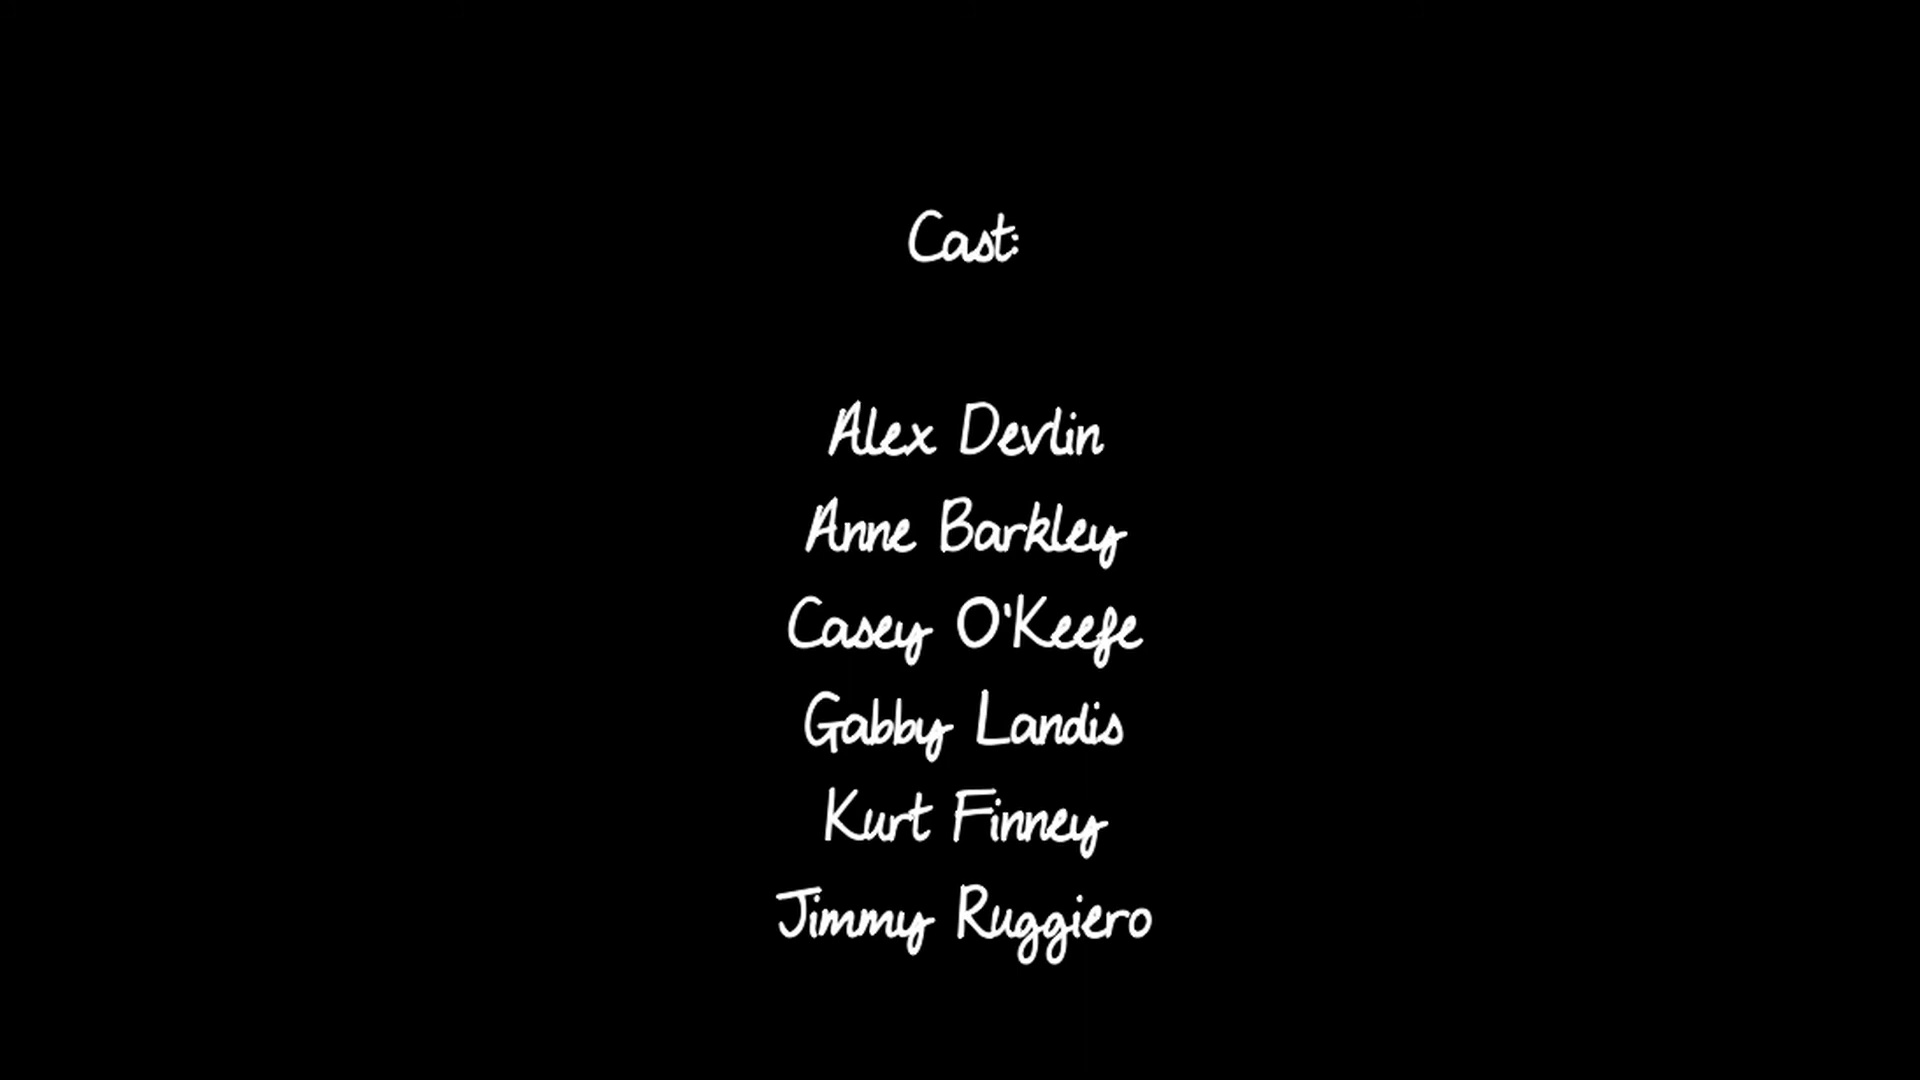 Cast:
Alex Devlin
Anne Barkley
Casey O'Keefe
Gabby Landis
Kurt Finney
Jimmy Ruggiero